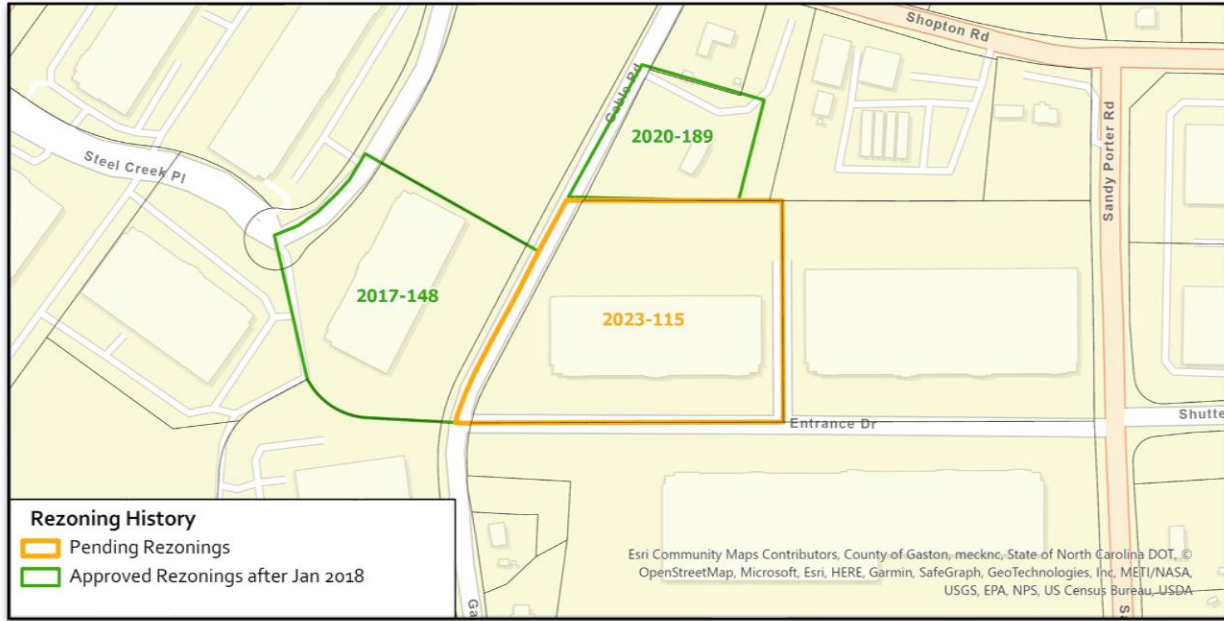 Shopton Rd
Gable Rd
2020-189
Steel Creek Pl
Sandy Porter Rd
2017-148
2023-115
Entrance Dr
Shutte
Ga
S
Rezoning History
Pending Rezonings
Approved Rezonings after Jan 2018
Esri Community Maps Contributors, County of Gaston, mecknc, State of North Carolina DOT, ©
OpenStreetMap, Microsoft, Esri, HERE, Garmin, SafeGraph, GeoTechnologies, Inc, METI/NASA,
USGS, EPA, NPS, US Census Bureau, USDA